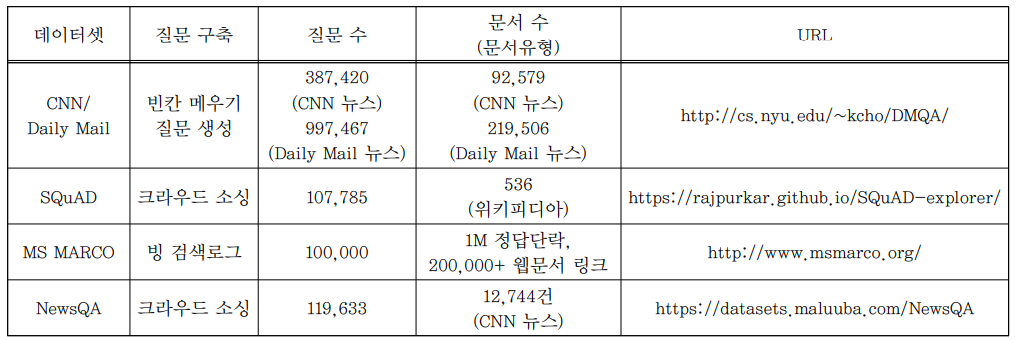 데이터셋 질문 구축 질문 수 문서 수 (문서유형) URL
CNN/ Daily Mail
빈칸 메우기 질문 생성
387,420
(CNN 뉴스)
997,467
(Daily Mail 뉴스)
92,579
(CNN 뉴스)
219,506
(Daily Mail 뉴스)
http://cs.nyu.edu/~kcho/DMQA/
SQuAD
크라우드 소싱
107,785
536
(위키피디아)
https://rajpurkar.github.io/SQuAD-explorer/
MS MARCO
빙 검색로그
100,000
1M 정답단락,
200,000+ 웹문서 링크
http://www.msmarco.org/
NewsQA
크라우드 소싱
119,633
12,744건
(CNN 뉴스)
https://datasets.maluuba.com/NewsQA